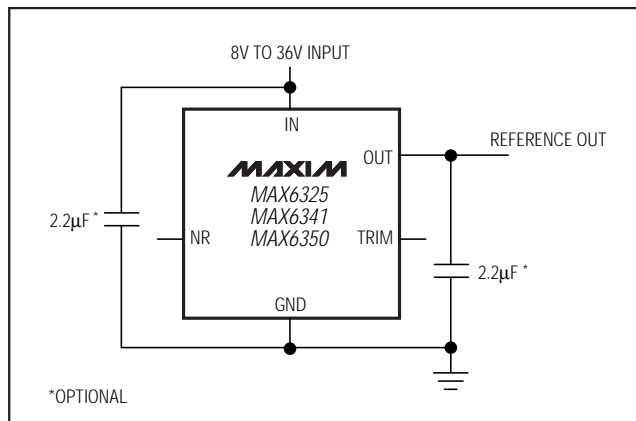 8V TO 36V INPUT
IN
OUT
REFERENCE OUT
MAXIM
MAX6325
MAX6341
MAX6350
2.2μF *
NR
TRIM
2.2μF *
GND
*OPTIONAL